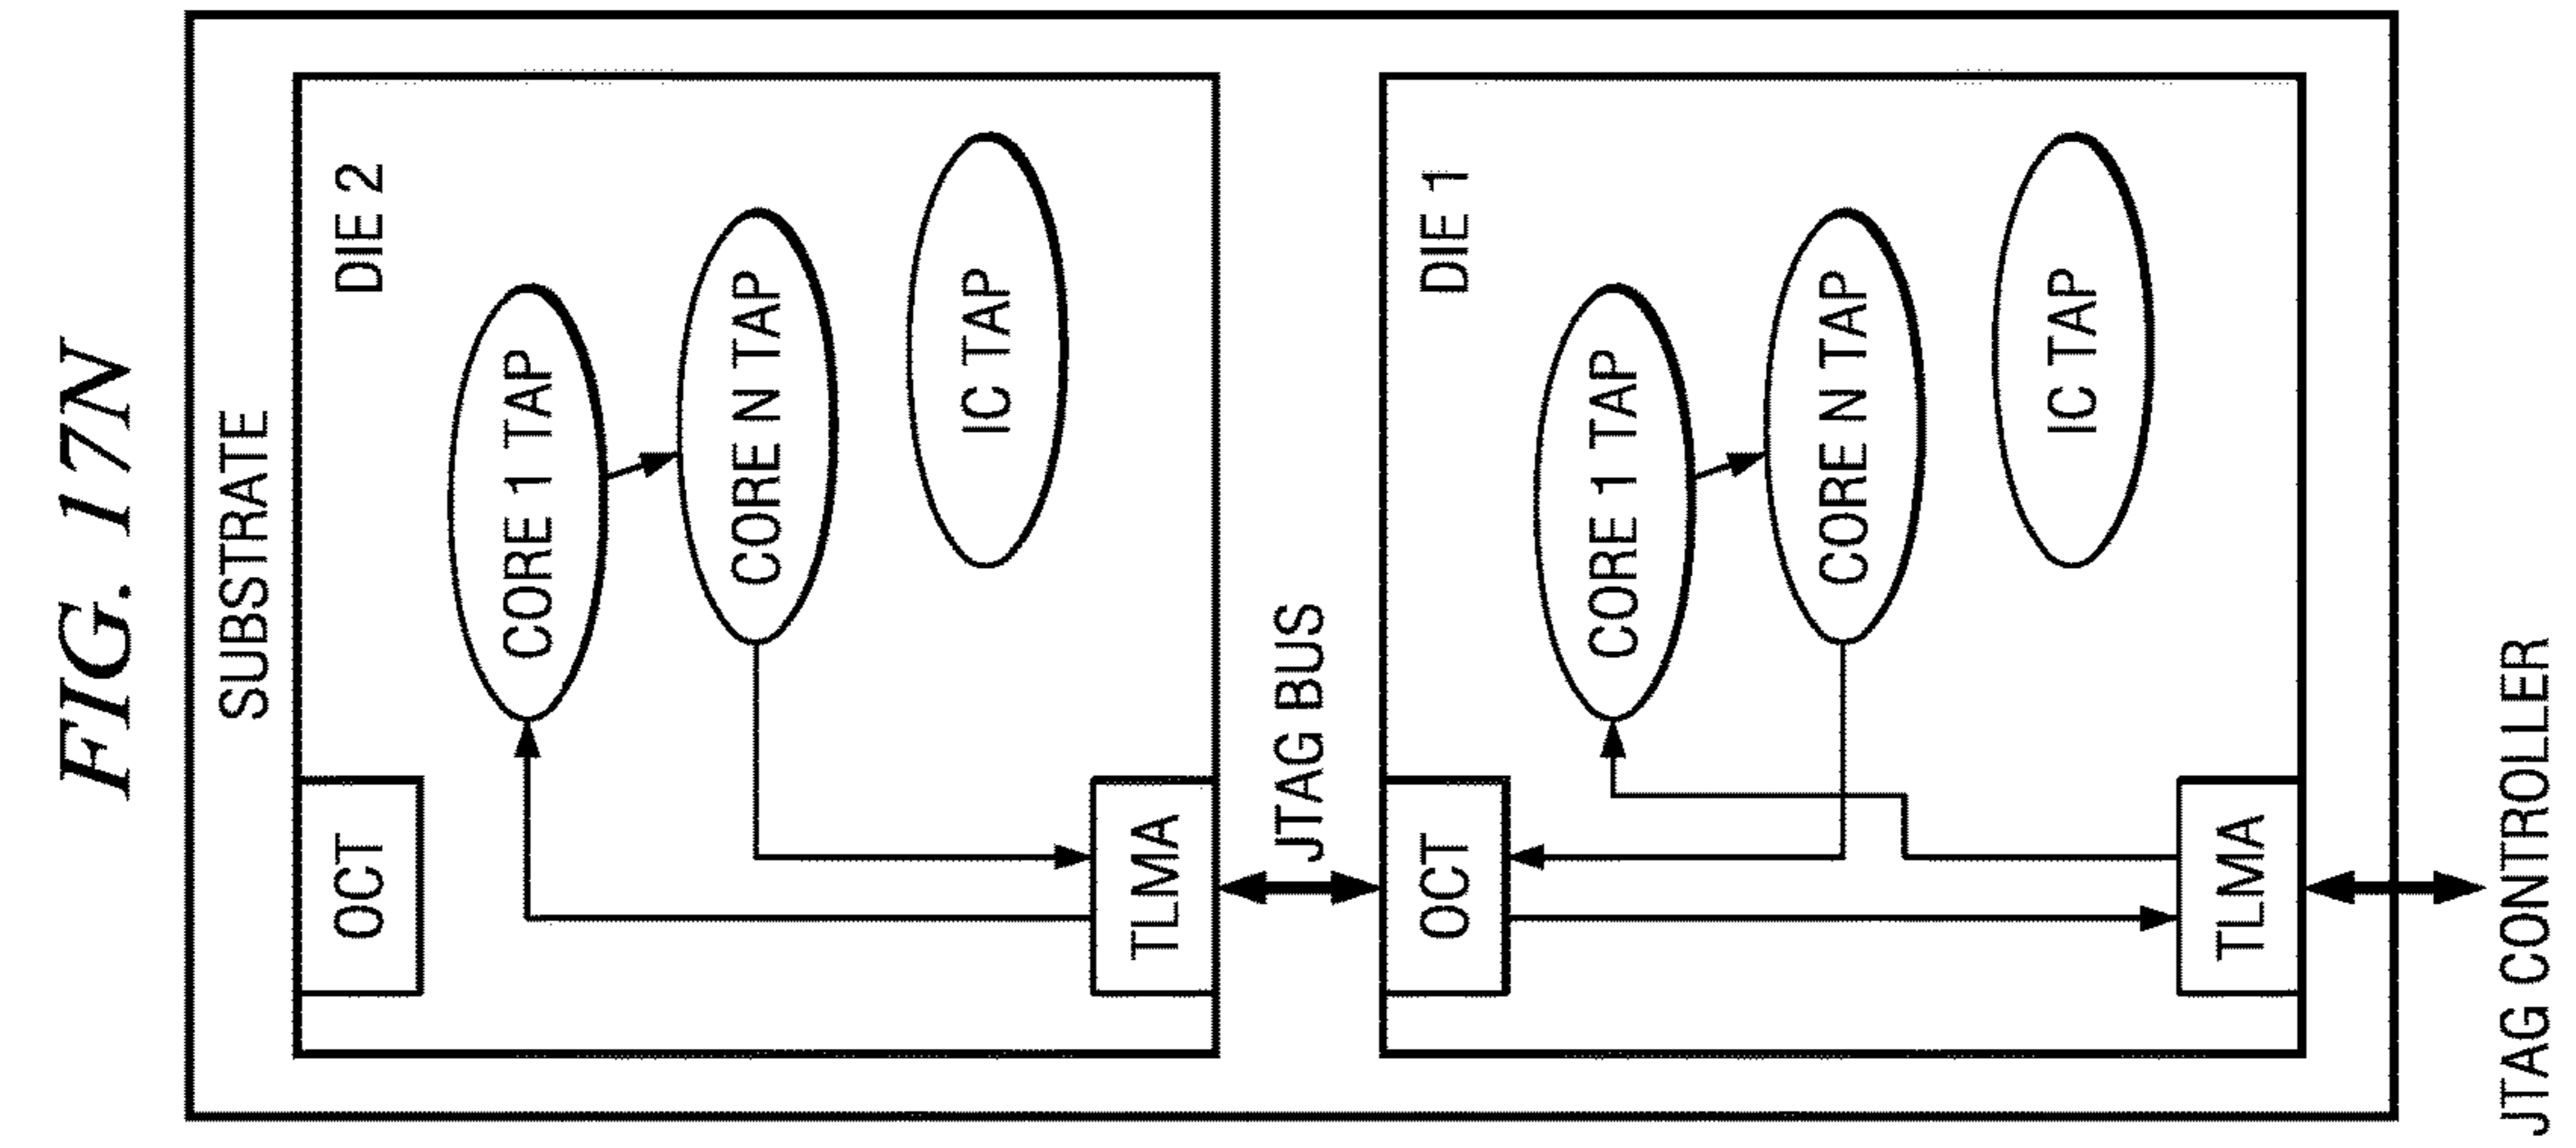 FIG. 17N
SUBSTRATE
DIE 2
OCT
CORE 1 TAP
CORE N TAP
IC TAP
TLMA
JTAG BUS
DIE 1
OCT
CORE 1 TAP
CORE N TAP
IC TAP
TLMA
JTAG CONTROLLER